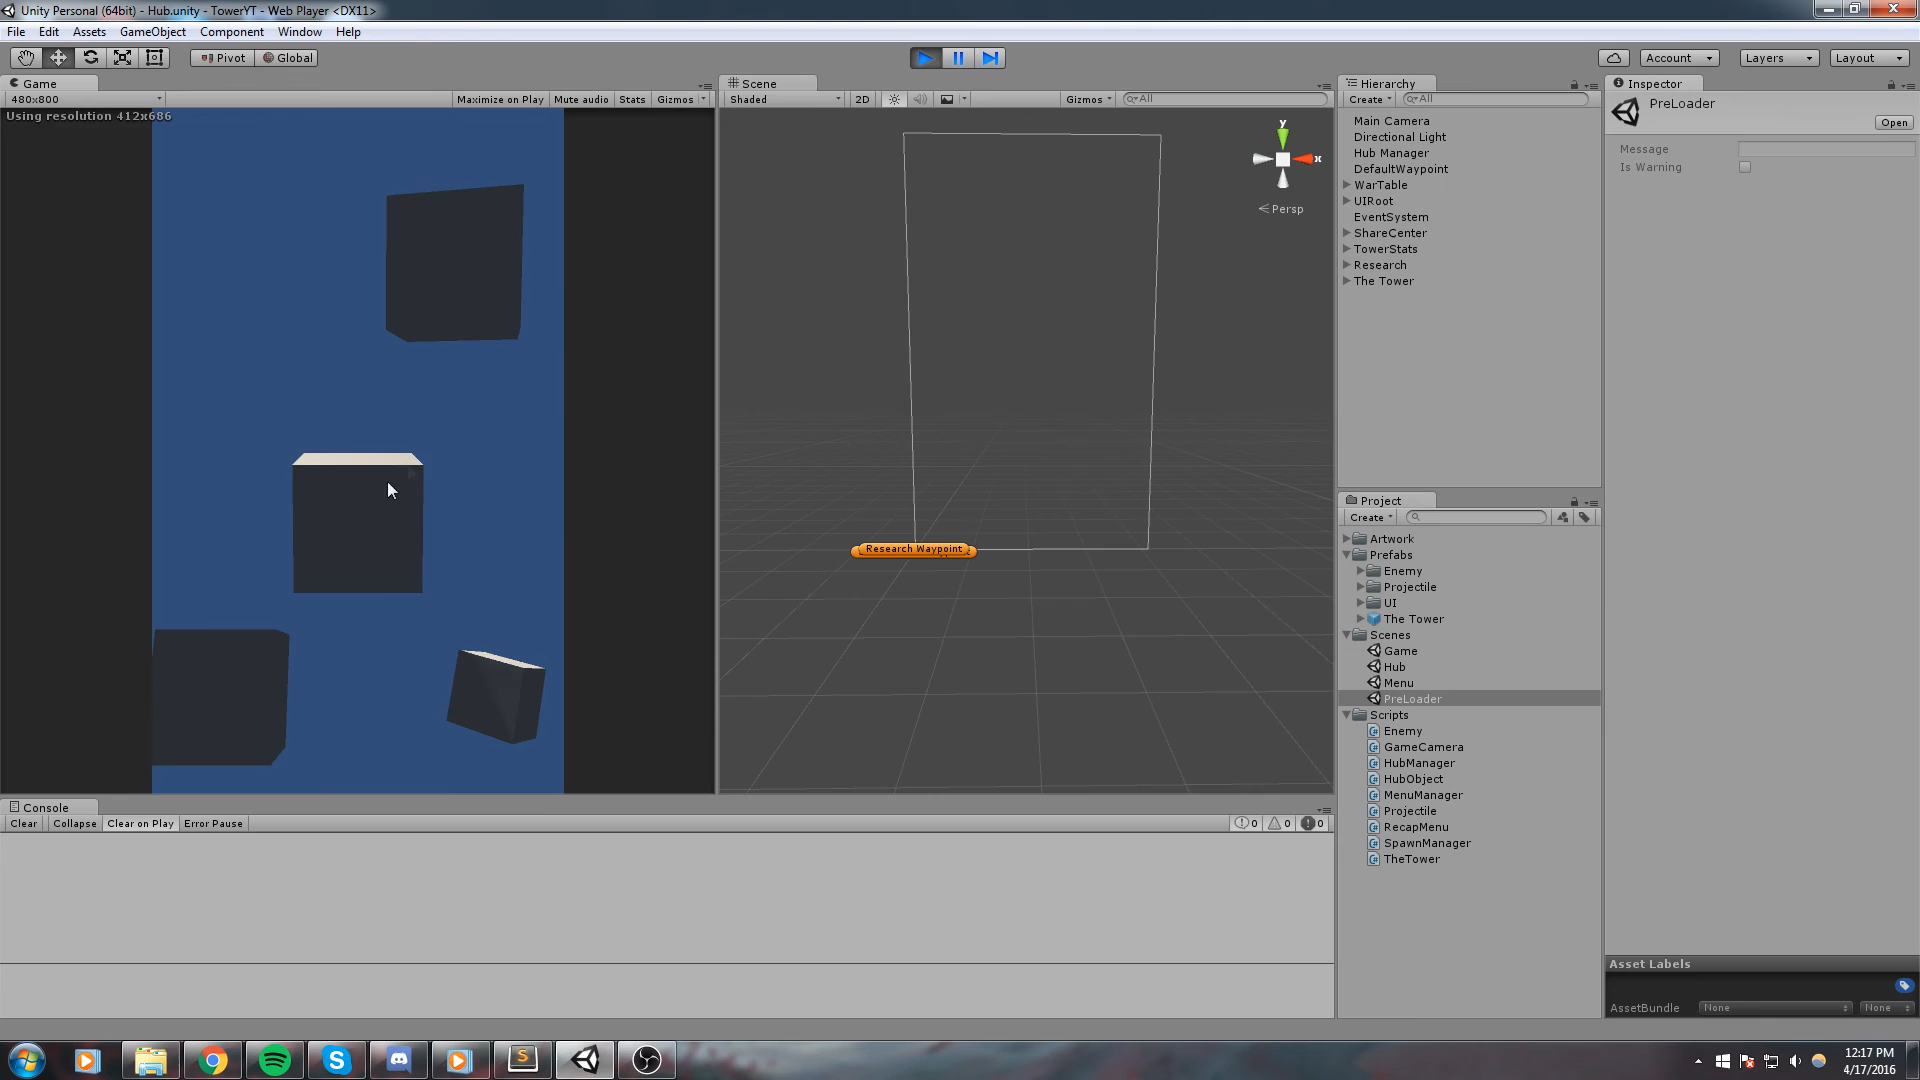 Unity Personal (64bit) - Hub.unity - TowerYT - Web Player <DX11>
File Edit Assets GameObject Component Window Help
Pivot Global Account Layers Layout
Game
480x800 Maximize on Play Mute audio Stats Gizmos
Using resolution 412x686
Scene
Shaded 2D Gizmos All
y
x
Persp
Research Waypoint
Hierarchy
Create All
Main Camera
Directional Light
Hub Manager
DefaultWaypoint
WarTable
UIRoot
EventSystem
ShareCenter
TowerStats
Research
The Tower
Project
Create
Artwork
Prefabs
Enemy
Projectile
UI
The Tower
Scenes
Game
Hub
Menu
PreLoader
Scripts
Enemy
GameCamera
HubManager
HubObject
MenuManager
Projectile
RecapMenu
SpawnManager
TheTower
Inspector
PreLoader
Open
Message
Is Warning
Asset Labels
AssetBundle None None
Console
Clear Collapse Clear on Play Error Pause 0 0 0
12:17 PM
4/17/2016